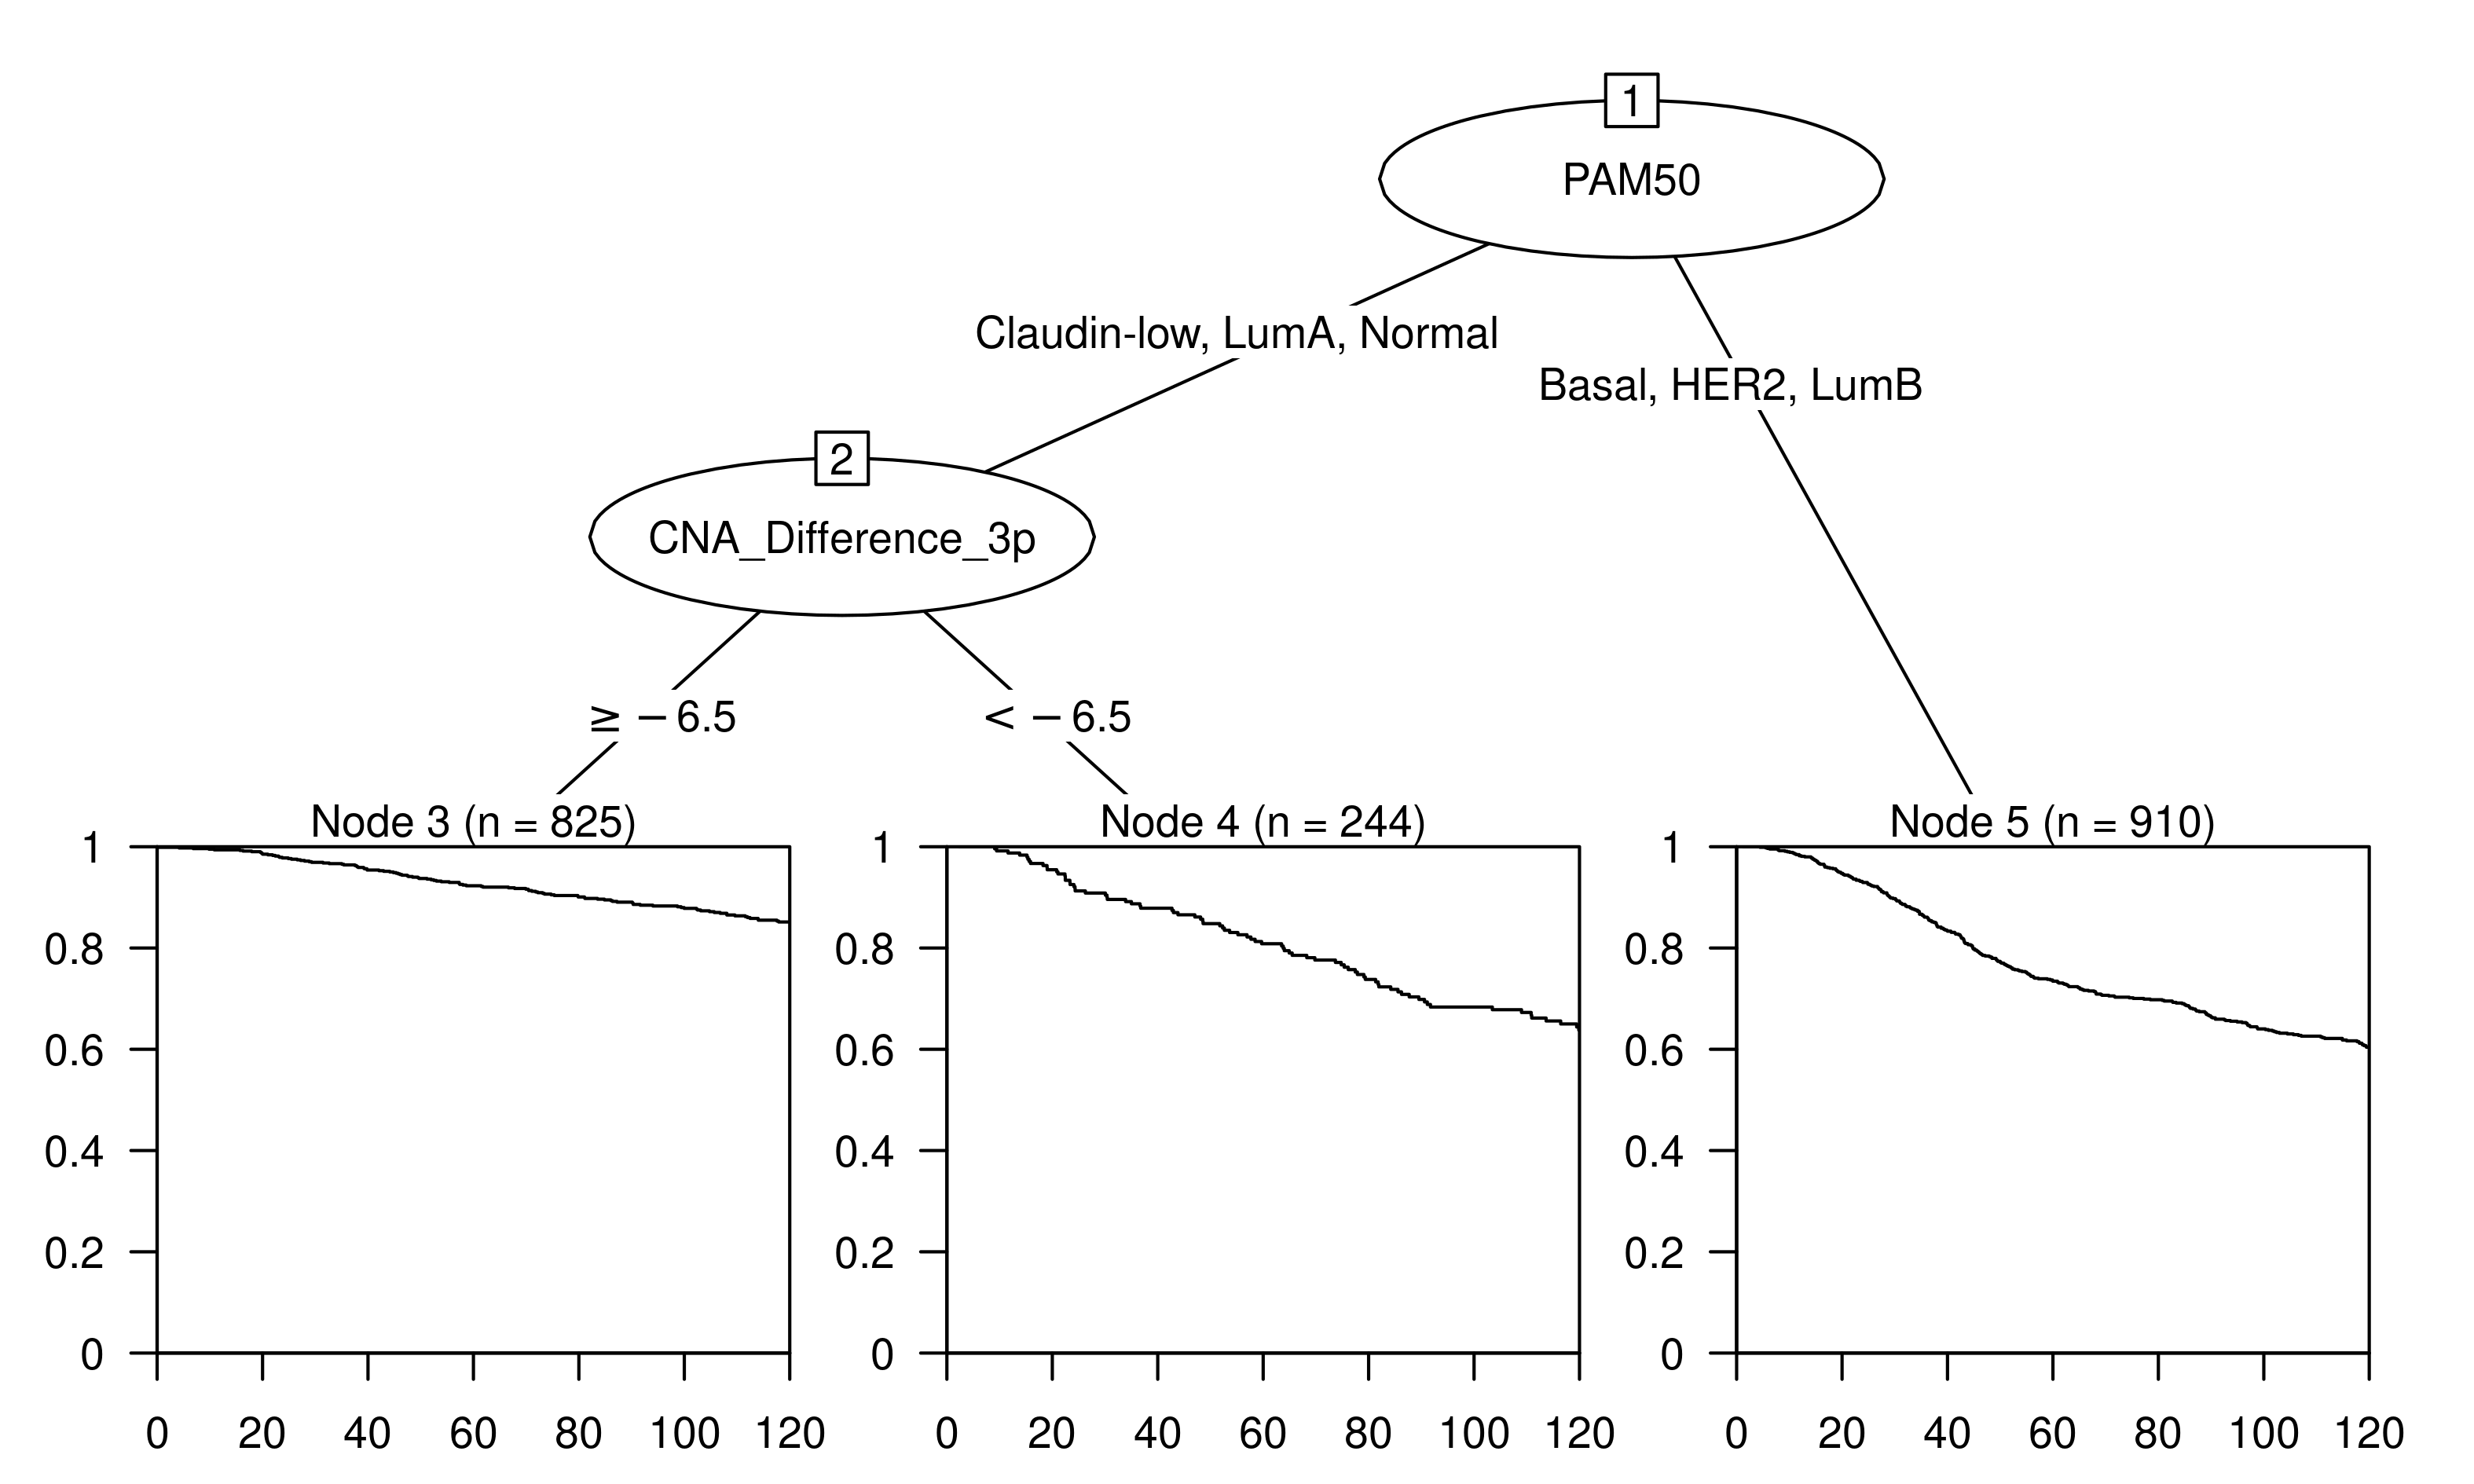 1
PAM50
Claudin-low, LumA, Normal
Basal, HER2, LumB
2
CNA_Difference_3p
≥ − 6.5
< − 6.5
Node 3 (n = 825)
1
0.8
0.6
0.4
0.2
0
0 20 40 60 80 100 120
Node 4 (n = 244)
1
0.8
0.6
0.4
0.2
0
0 20 40 60 80 100 120
Node 5 (n = 910)
1
0.8
0.6
0.4
0.2
0
0 20 40 60 80 100 120